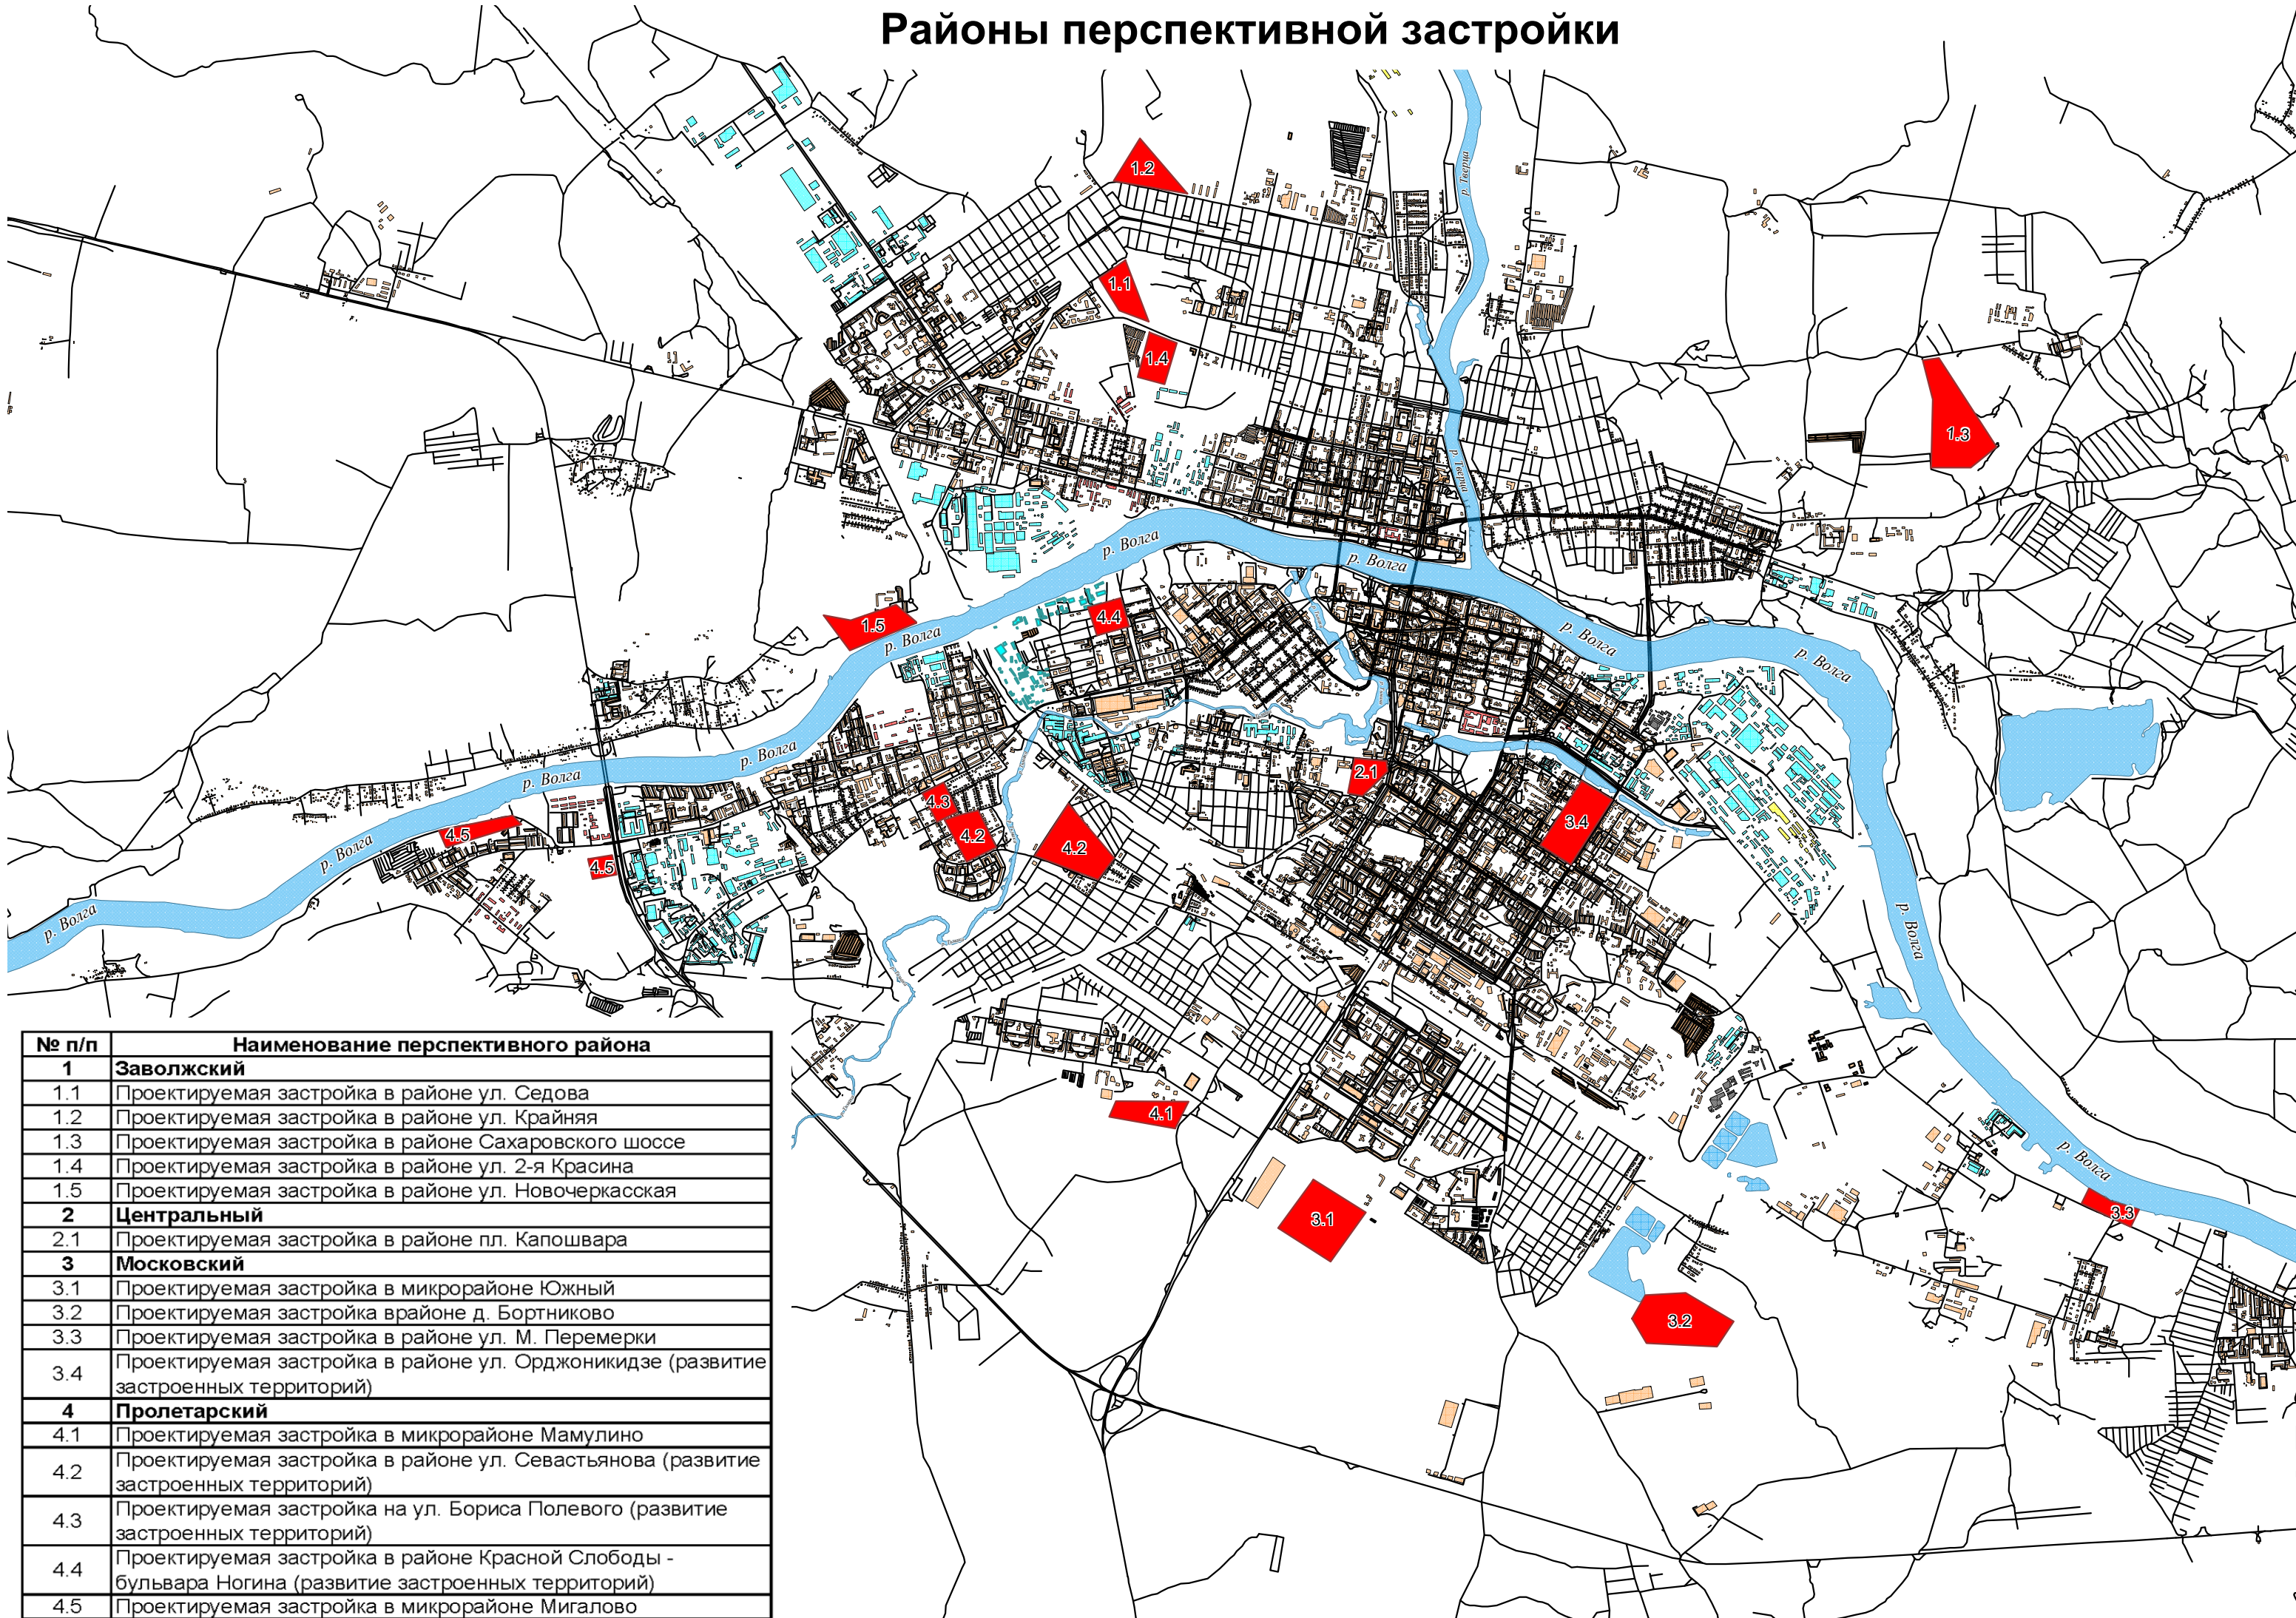 Районы перспективной застройки
р. Тверца
1.2
1.1
1.4
1.3
р. Тверца
р. Волга
р. Волга
1.5
4.4
р. Волга
р. Волга
р. Волга
р. Волга
р. Волга
2.1
4.3
4.2
4.2
3.4
4.5
4.5
р. Волга
р. Волга
р. Волга
4.1
р. Волга
3.1
3.3
3.2
№ п/п Наименование перспективного района
1 Заволжский
1.1 Проектируемая застройка в районе ул. Седова
1.2 Проектируемая застройка в районе ул. Крайняя
1.3 Проектируемая застройка в районе Сахаровского шоссе
1.4 Проектируемая застройка в районе ул. 2-я Красина
1.5 Проектируемая застройка в районе ул. Новочеркасская
2 Центральный
2.1 Проектируемая застройка в районе пл. Капошвара
3 Московский
3.1 Проектируемая застройка в микрорайоне Южный
3.2 Проектируемая застройка врайоне д. Бортниково
3.3 Проектируемая застройка в районе ул. М. Перемерки
3.4 Проектируемая застройка в районе ул. Орджоникидзе (развитие
застроенных территорий)
4 Пролетарский
4.1 Проектируемая застройка в микрорайоне Мамулино
4.2 Проектируемая застройка в районе ул. Севастьянова (развитие
застроенных территорий)
4.3 Проектируемая застройка на ул. Бориса Полевого (развитие
застроенных территорий)
4.4 Проектируемая застройка в районе Красной Слободы -
бульвара Ногина (развитие застроенных территорий)
4.5 Проектируемая застройка в микрорайоне Мигалово